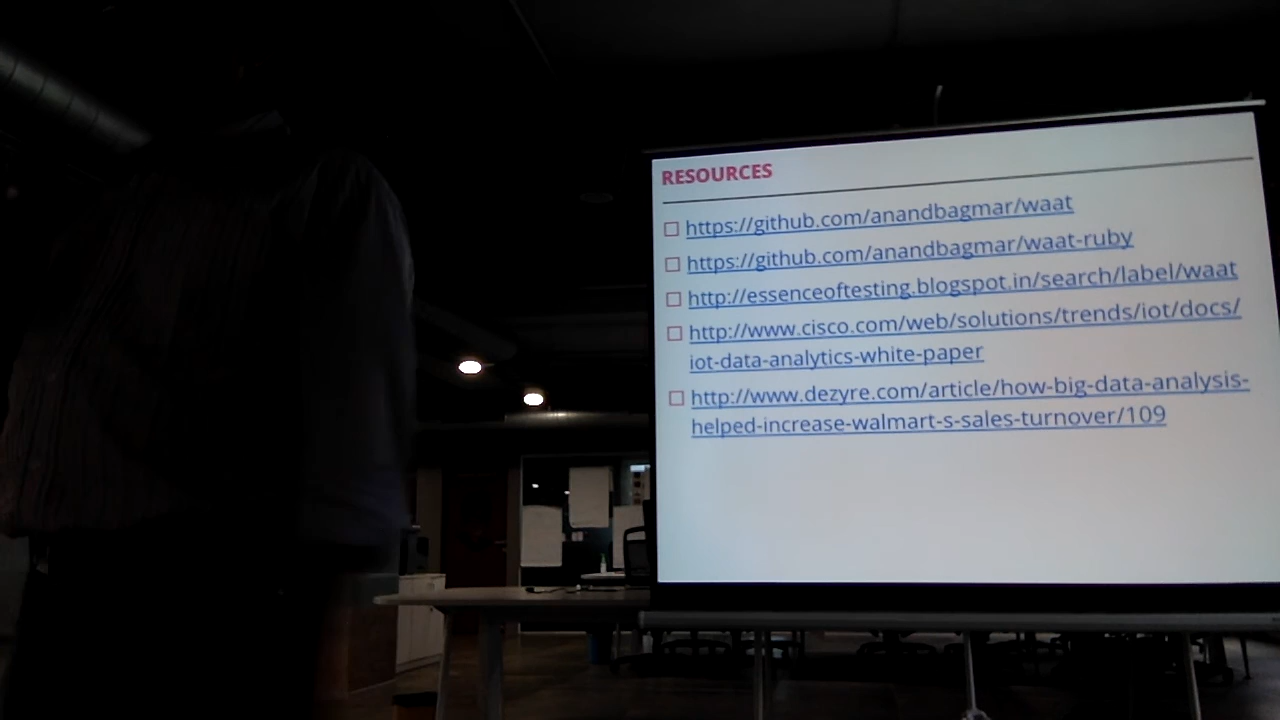 RESOURCES
https://github.com/anandbagmar/waat
https://github.com/anandbagmar/waat-ruby
http://essenceoftesting.blogspot.in/search/label/waat
http://www.cisco.com/web/solutions/trends/iot/docs/
iot-data-analytics-white-paper
http://www.dezyre.com/article/how-big-data-analysis-
helped-increase-walmart-s-sales-turnover/109